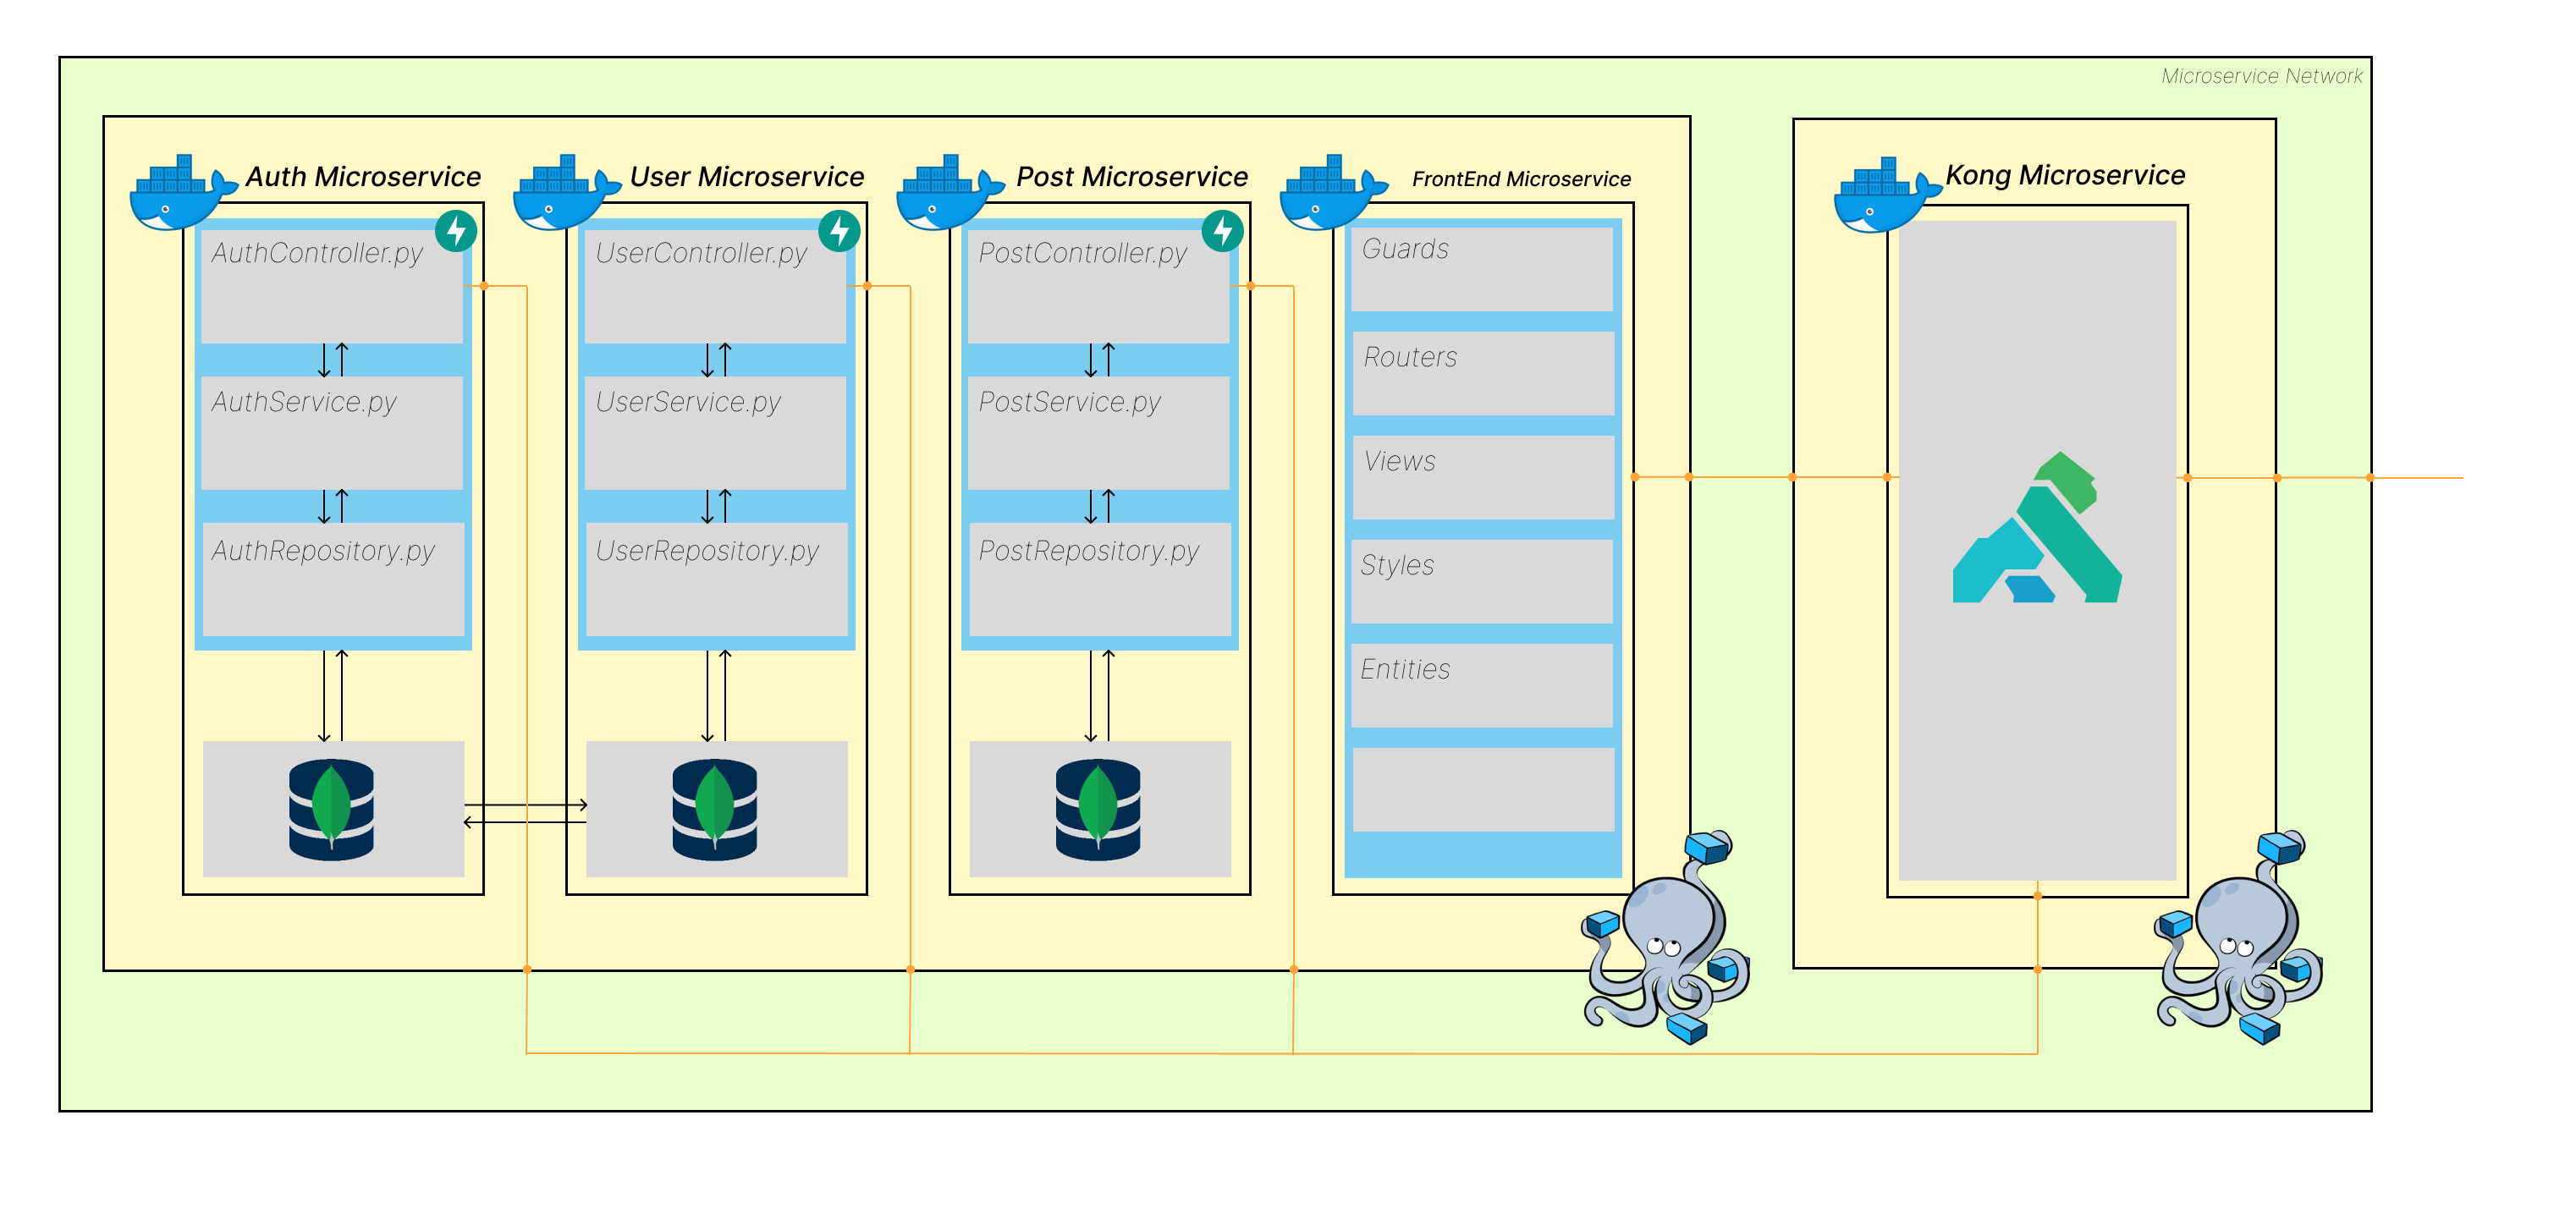 Microservice Network
Auth Microservice
AuthController.py
AuthService.py
AuthRepository.py
User Microservice
UserController.py
UserService.py
UserRepository.py
Post Microservice
PostController.py
PostService.py
PostRepository.py
FrontEnd Microservice
Guards
Routers
Views
Styles
Entities
Kong Microservice